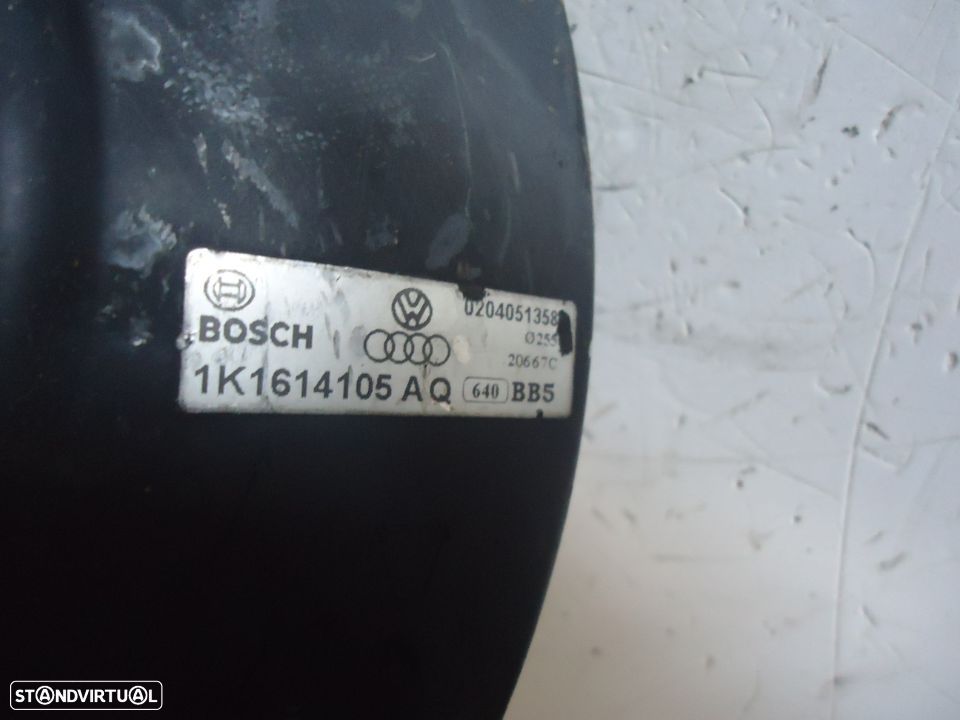 BOSCH
0204051358
Ø255
20667C
1K1614105 AQ 640 BB5
STANDVIRTUAL